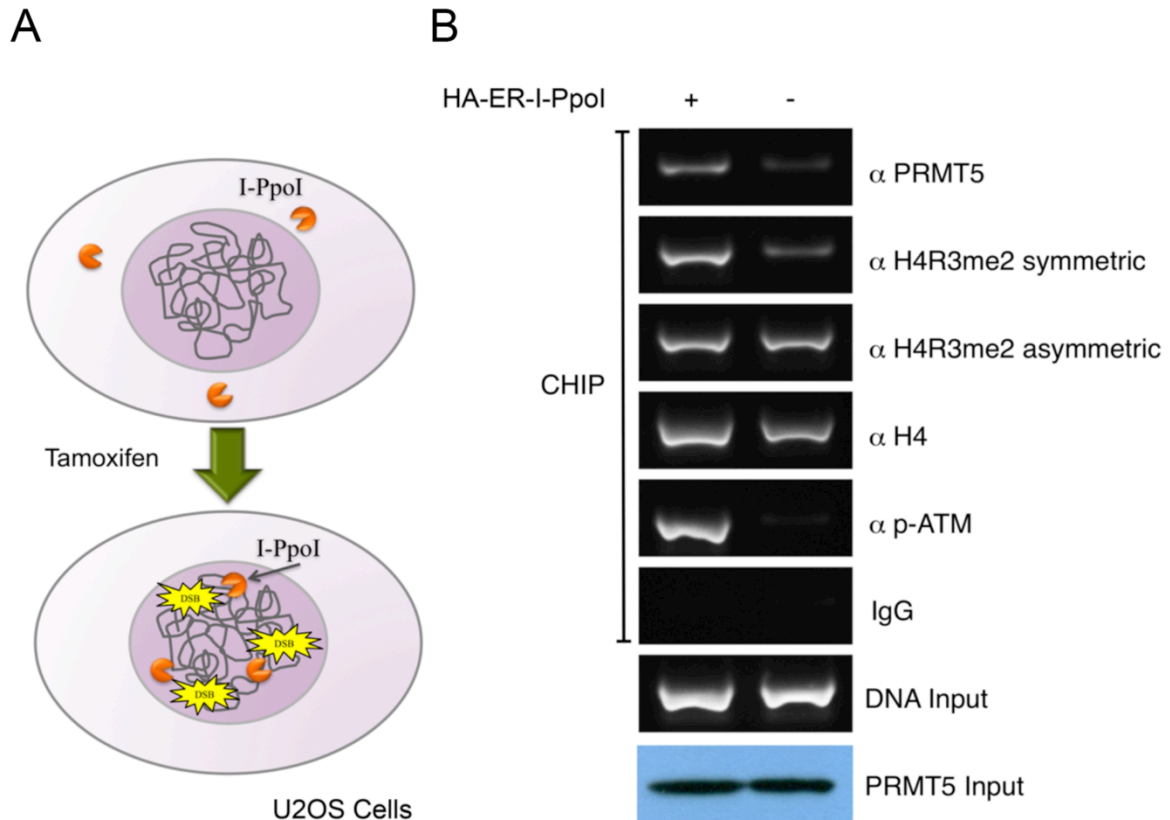 A
I-PpoI
Tamoxifen
I-PpoI
DSB
DSB
DSB
U2OS Cells
B
HA-ER-I-PpoI + -
CHIP
α PRMT5
α H4R3me2 symmetric
α H4R3me2 asymmetric
α H4
α p-ATM
IgG
DNA Input
PRMT5 Input